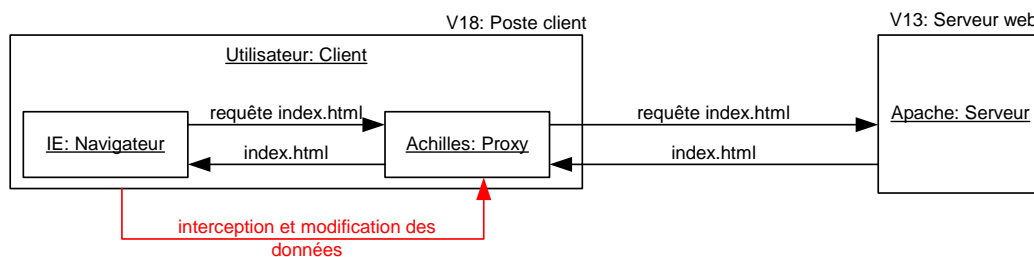 V18: Poste client
V13: Serveur web
Utilisateur: Client
requête index.html
requête index.html
IE: Navigateur
Achilles: Proxy
Apache: Serveur
index.html
index.html
interception et modification des
données